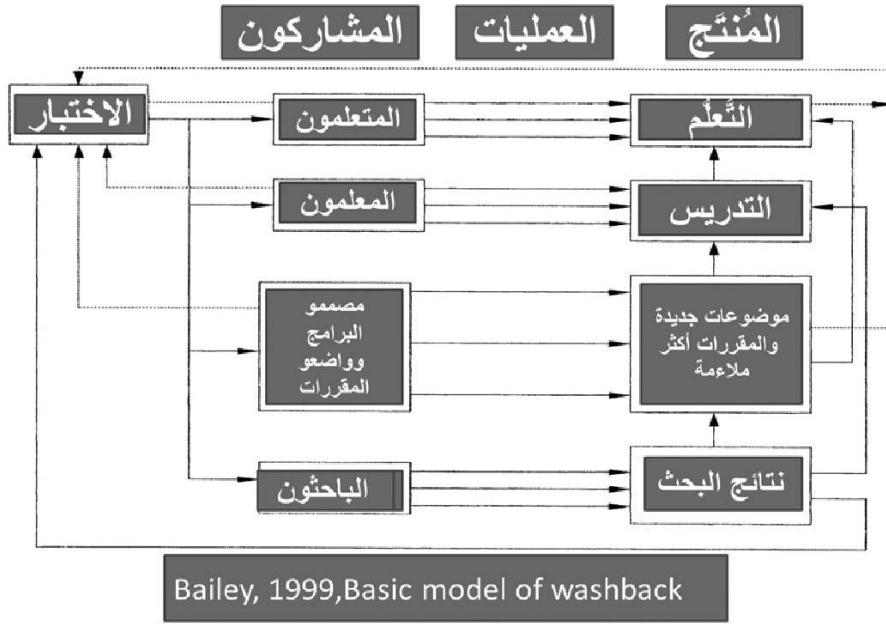 المشاركون
العمليات
المُنتَج
الاختبار
المتعلمون
التَّعلُّم
المعلمون
التدريس
مصممو
البرامج
وواضعو
المقررات
موضوعات جديدة
والمقررات أكثر
ملاءمة
الباحثون
نتائج البحث
Bailey, 1999,Basic model of washback